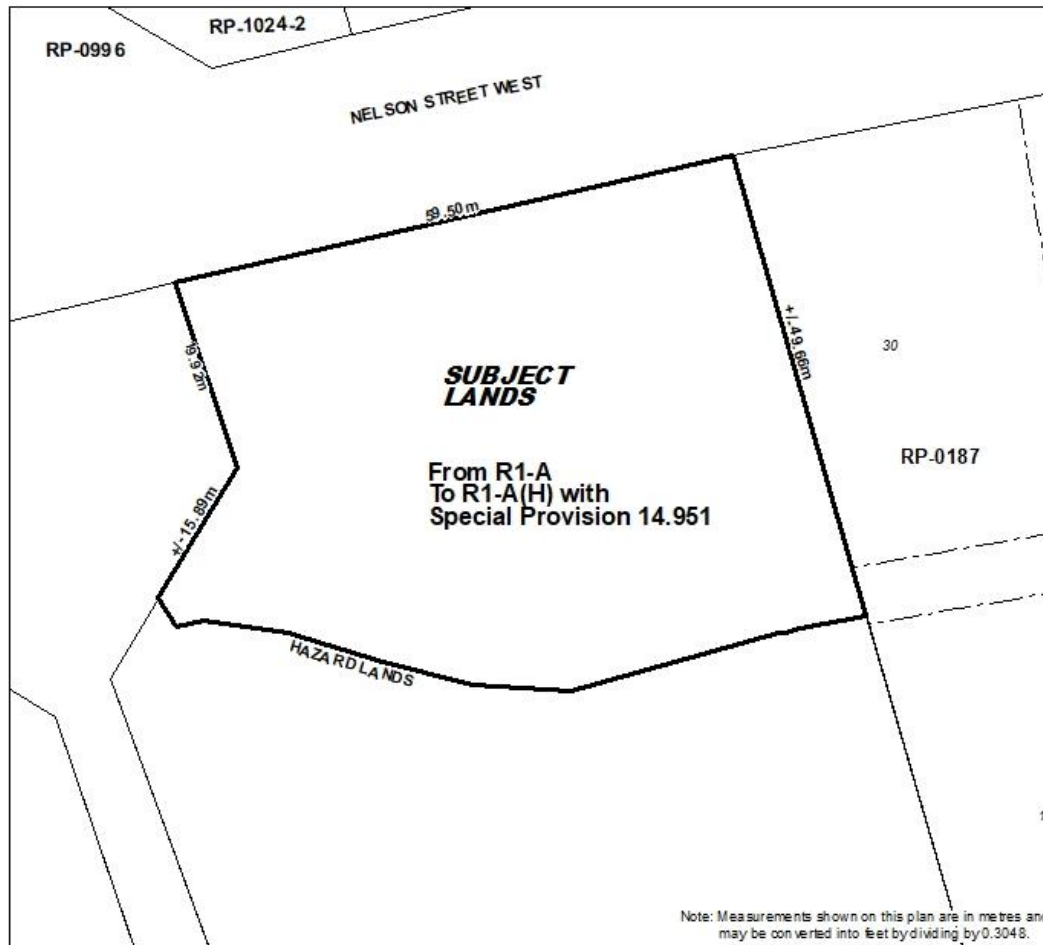 RP-1024-2
RP-0996
NELSON STREET WEST
59.50m
19.92m
+/-49.66m
30
SUBJECT
LANDS
RP-0187
From R1-A
To R1-A(H) with
Special Provision 14.951
+/-15.89m
HAZARD LANDS
Note: Measurements shown on this plan are in metres and
may be converted into feet by dividing by 0.3048.